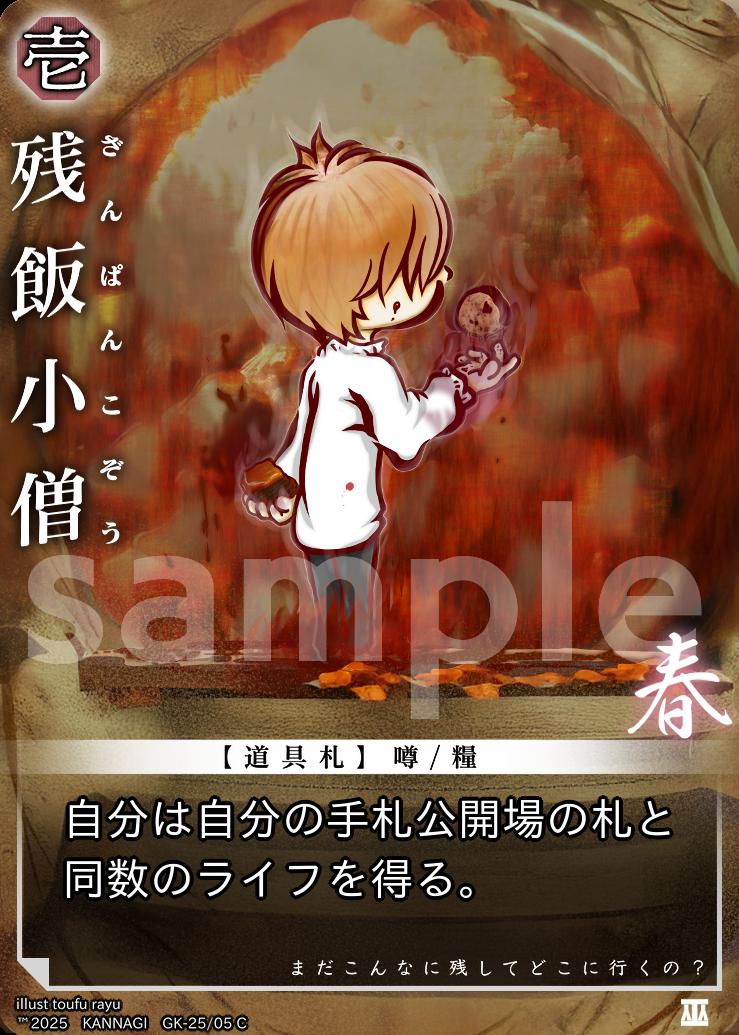 壱
残飯小僧
ざんぱんこぞう
sample
春
【道具札】 噂/糧
自分は自分の手札公開場の札と
同数のライフを得る。
まだこんなに残してどこに行くの?
illust toufu rayu
™2025 KANNAGI GK-25/05 C